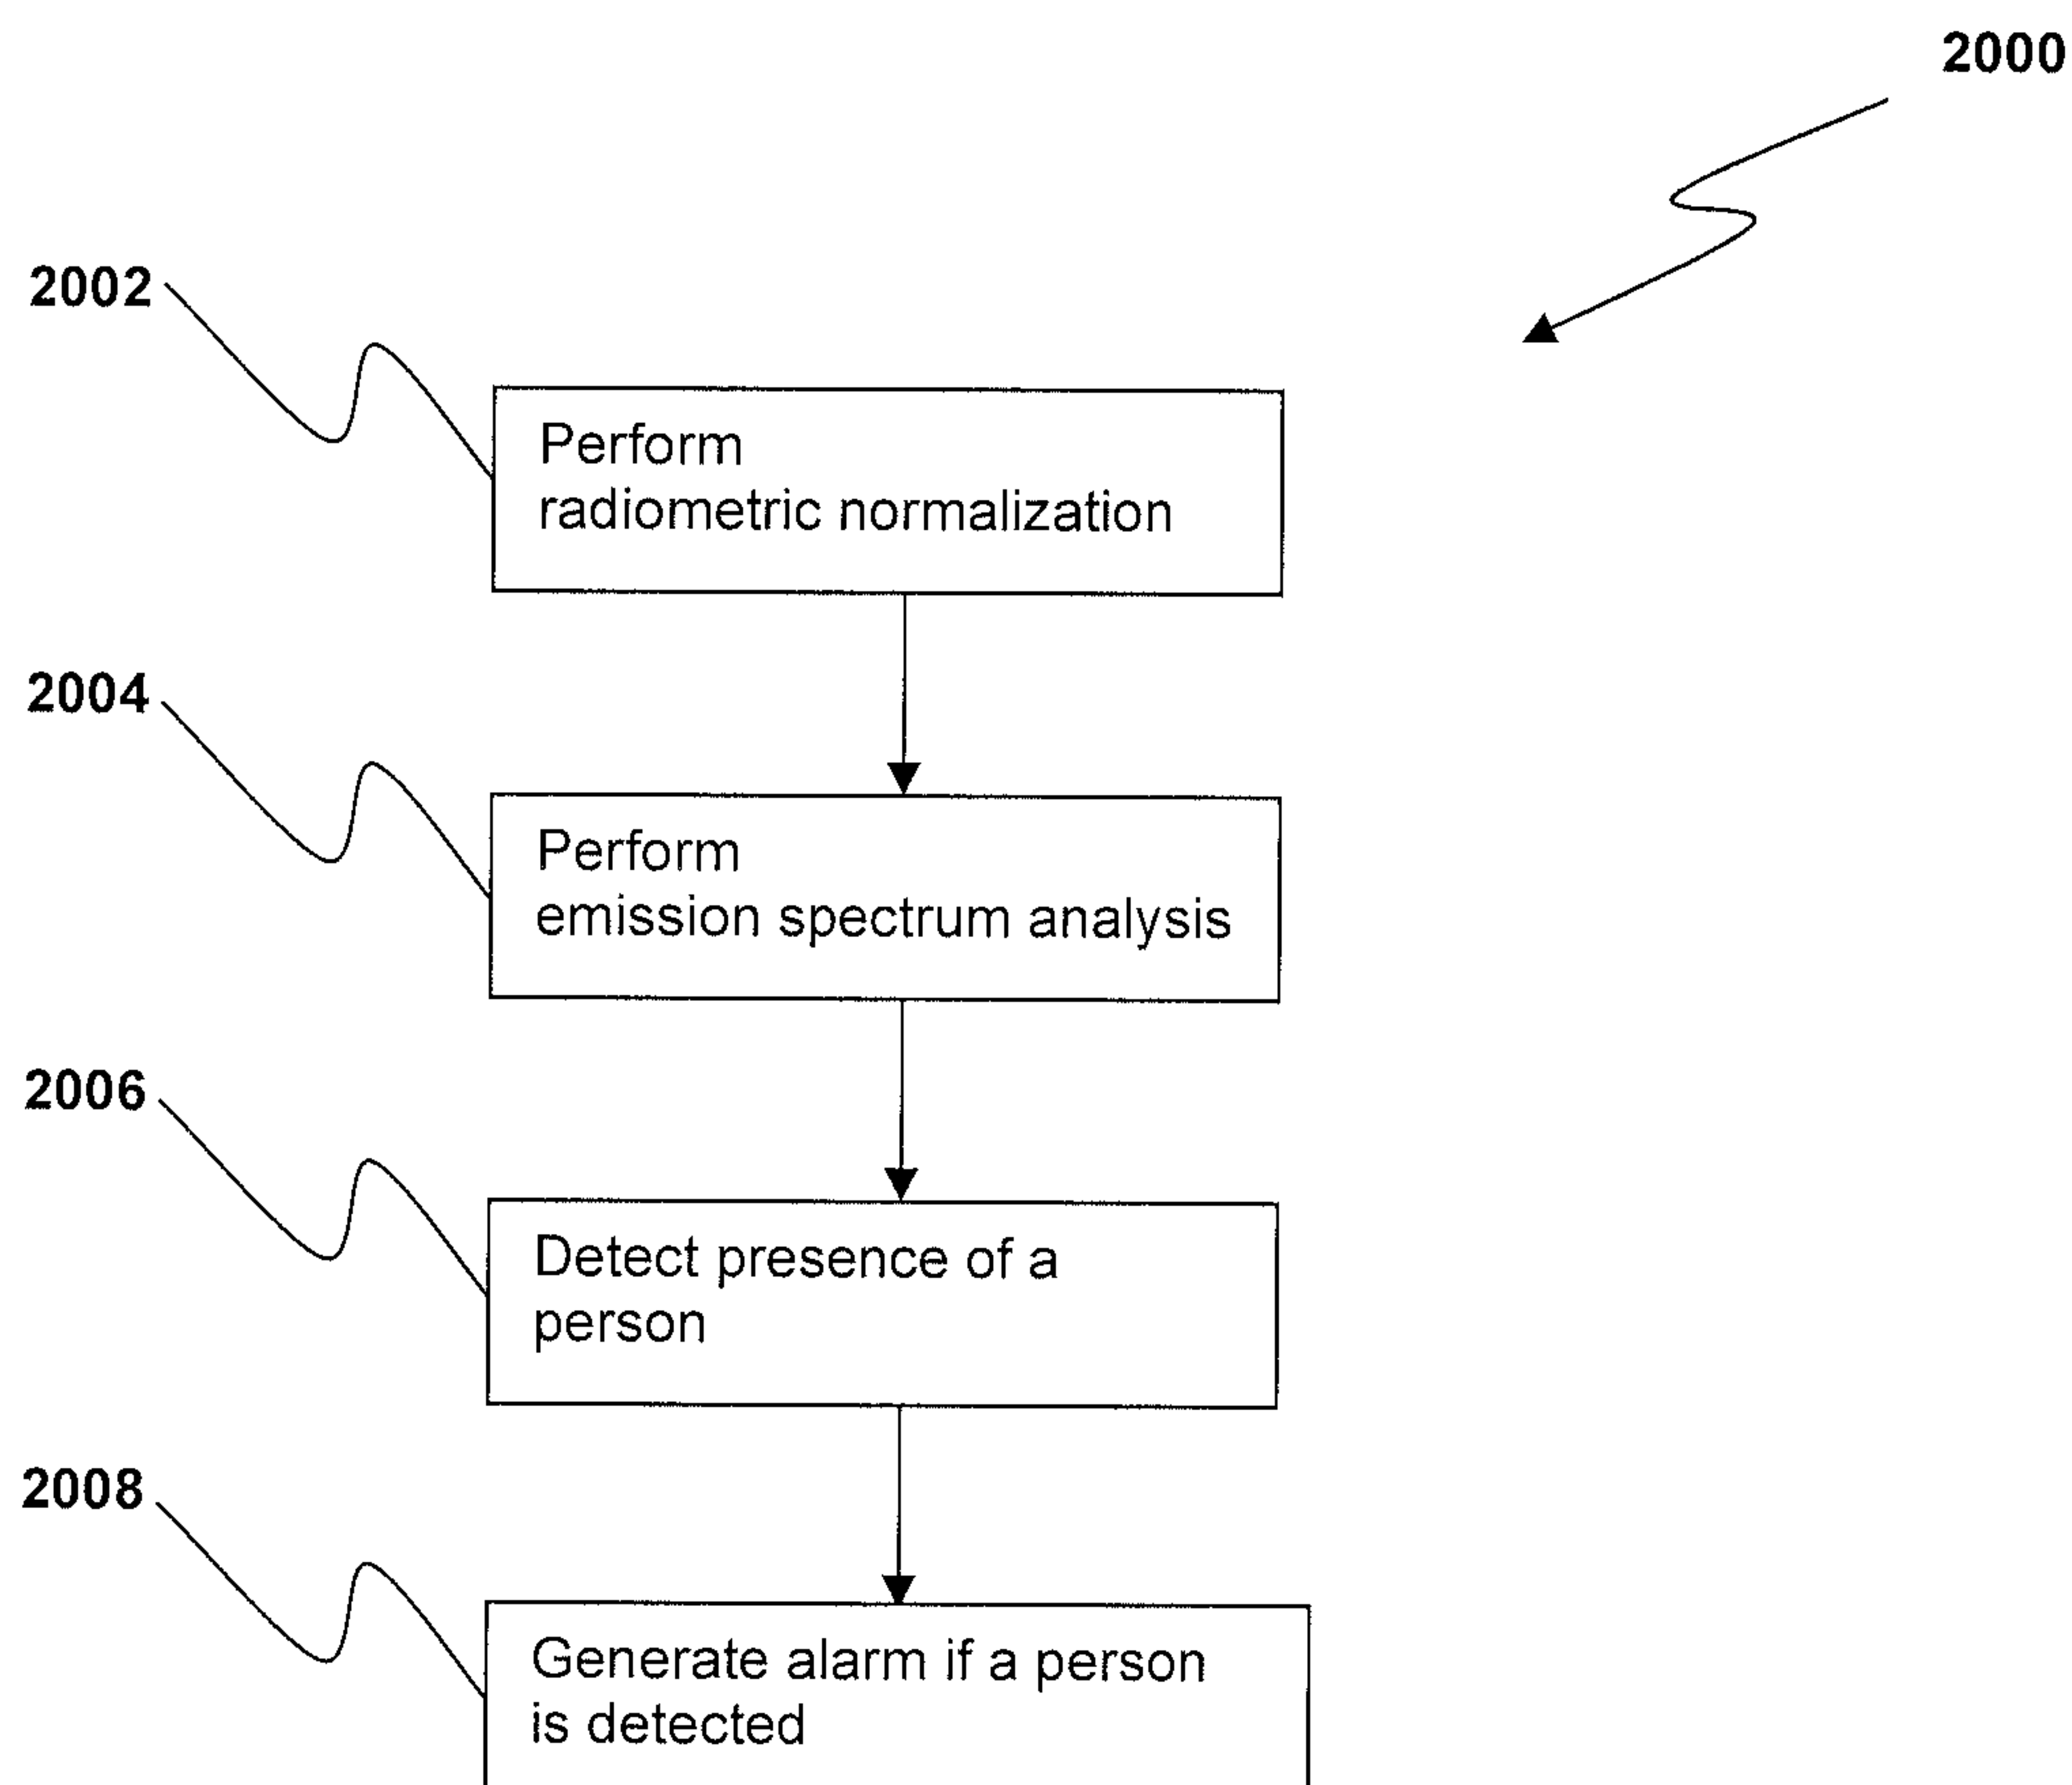 2000
2002
Perform
radiometric normalization
2004
Perform
emission spectrum analysis
2006
Detect presence of a
person
2008
Generate alarm if a person
is detected